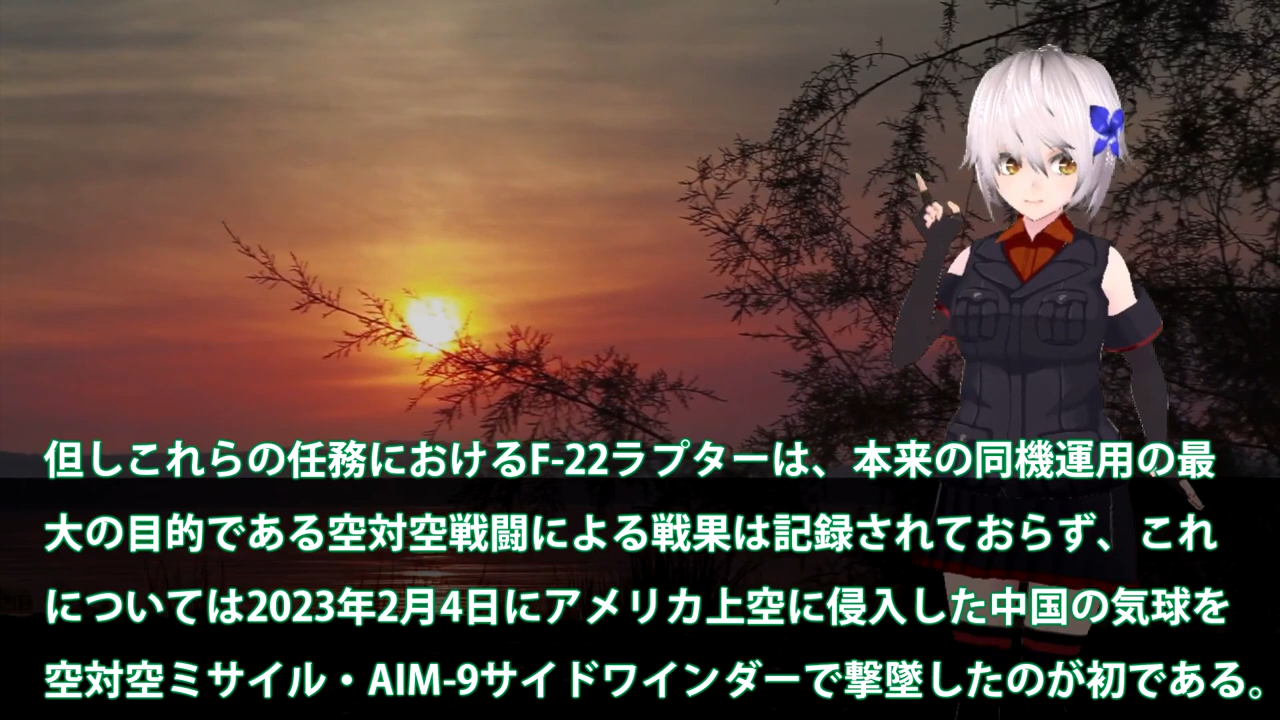 但しこれらの任務におけるF-22ラプターは、本来の同機運用の最
大の目的である空対空戦闘による戦果は記録されておらず、これ
については2023年2月4日にアメリカ上空に侵入した中国の気球を
空対空ミサイル・AIM-9サイドワインダーで撃墜したのが初である。